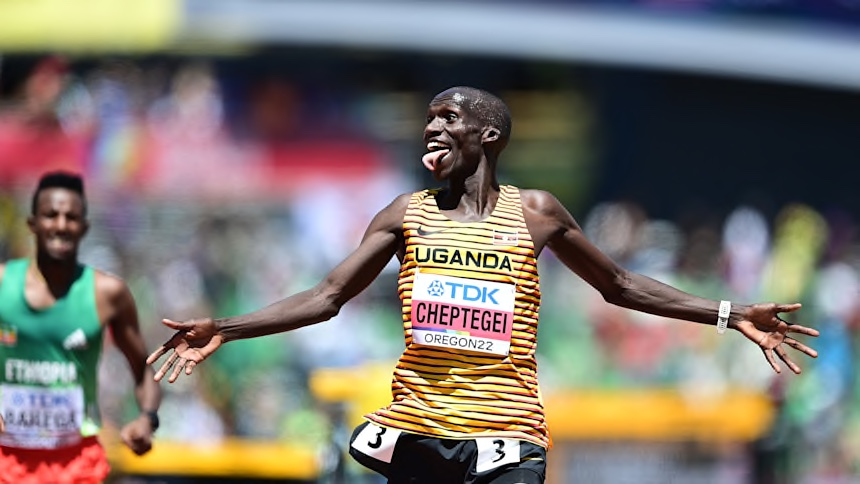 UGANDA
TDK
CHEPTEGEI
OREGON22
3
3
ETHIOPIA
TDK
BAREGA